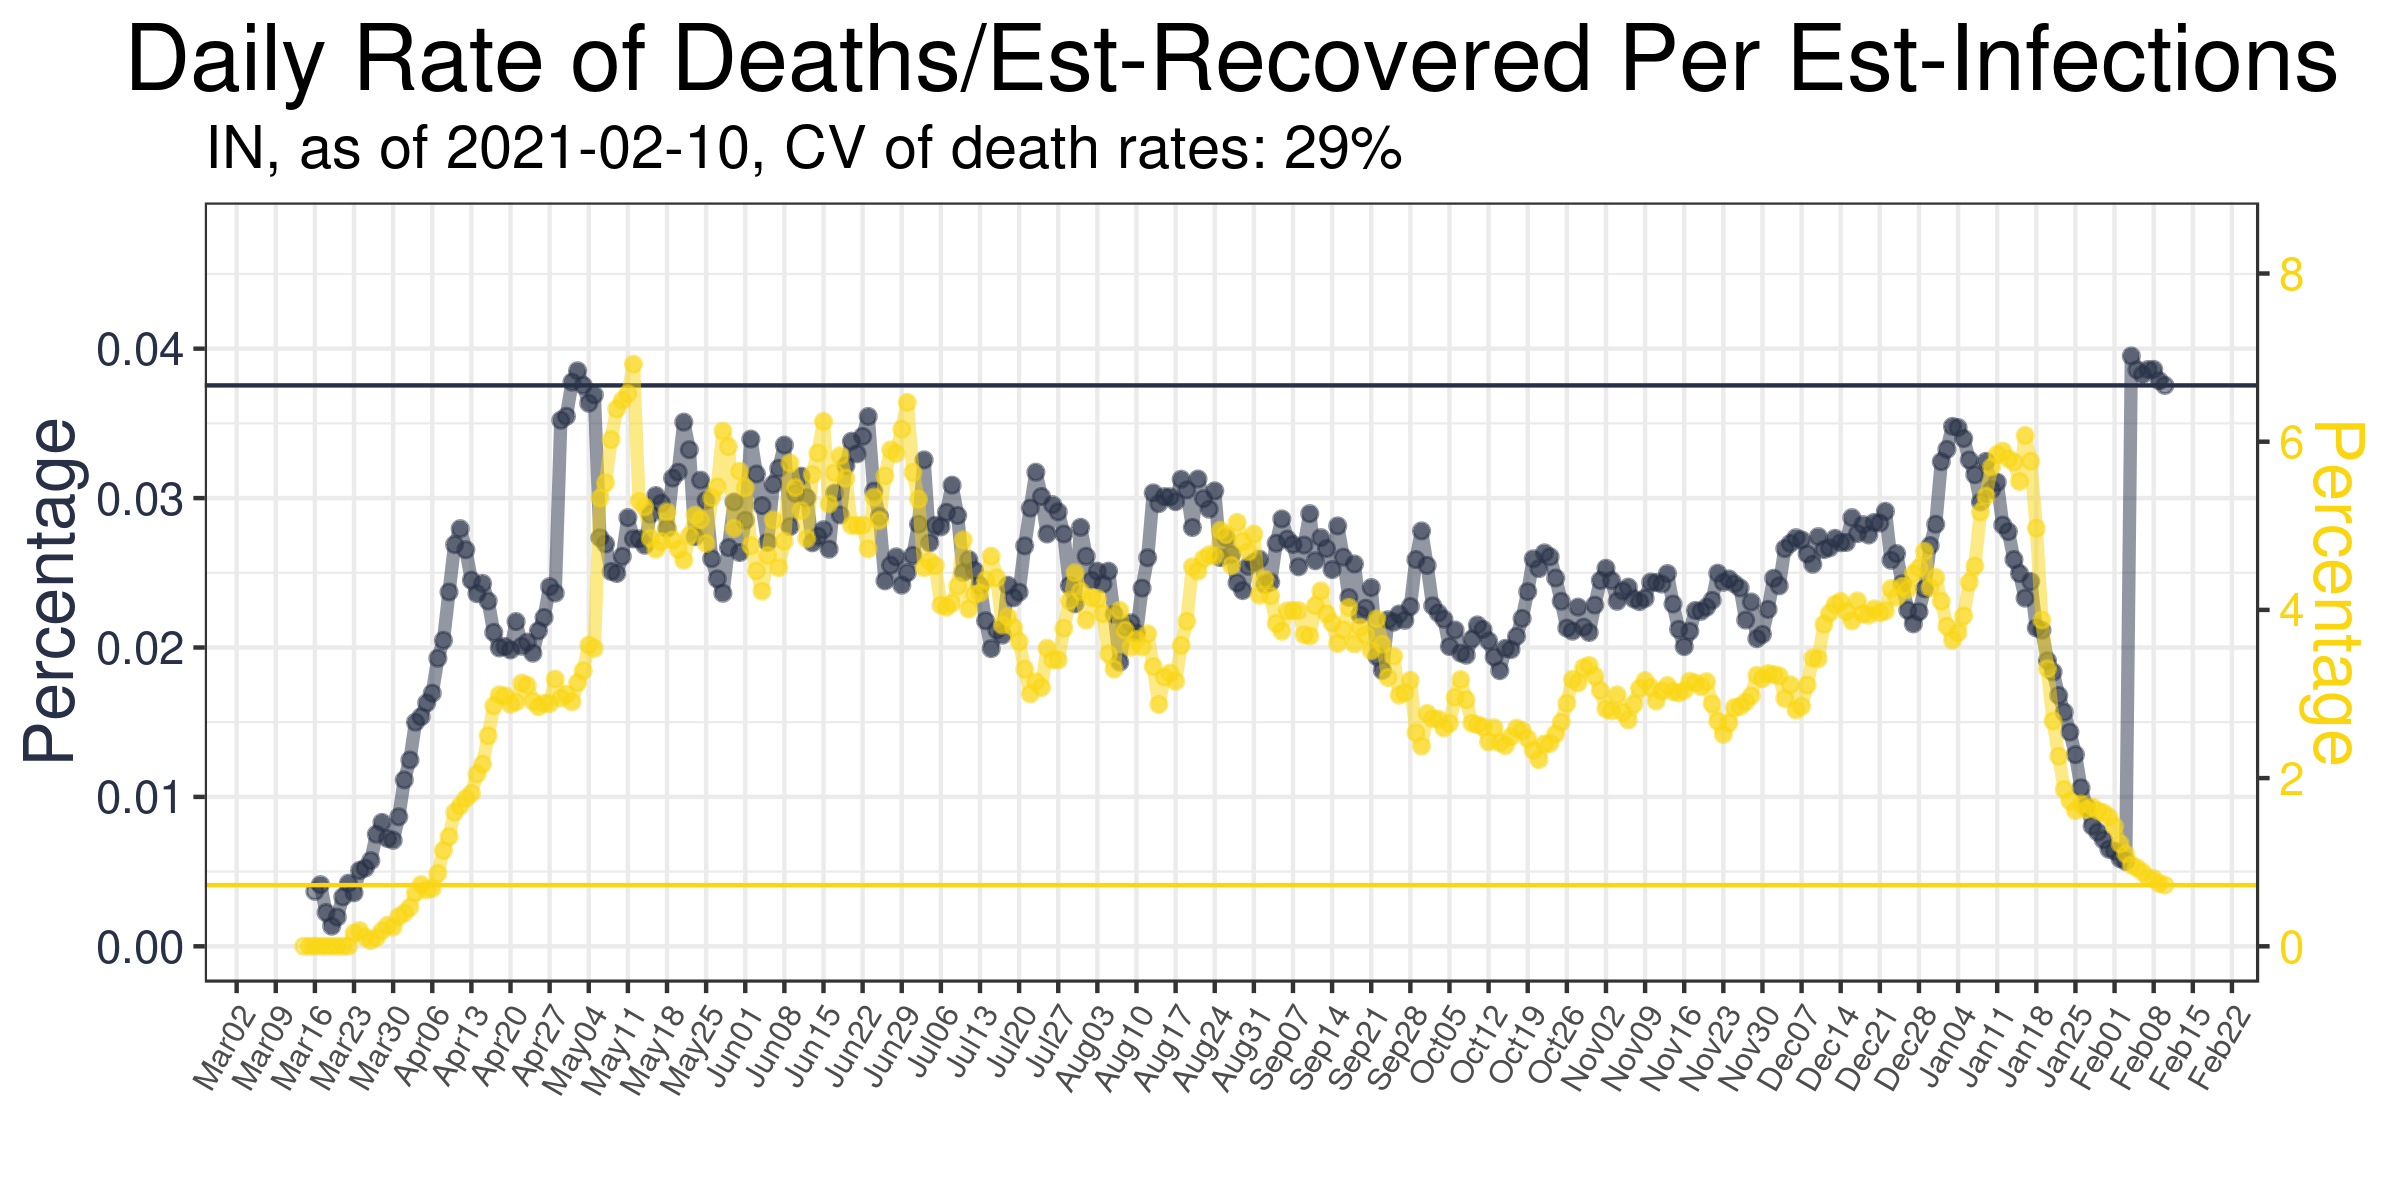 Daily Rate of Deaths/Est-Recovered Per Est-Infections
IN, as of 2021-02-10, CV of death rates: 29%
Percentage
0.04
0.03
0.02
0.01
0.00
8
6
4
2
0
Percentage
Mar02 Mar09 Mar16 Mar23 Mar30 Apr06 Apr13 Apr20 Apr27 May04 May11 May18 May25 Jun01 Jun08 Jun15 Jun22 Jun29 Jul06 Jul13 Jul20 Jul27 Aug03 Aug10 Aug17 Aug24 Aug31 Sep07 Sep14 Sep21 Sep28 Oct05 Oct12 Oct19 Oct26 Nov02 Nov09 Nov16 Nov23 Nov30 Dec07 Dec14 Dec21 Dec28 Jan04 Jan11 Jan18 Jan25 Feb01 Feb08 Feb15 Feb22